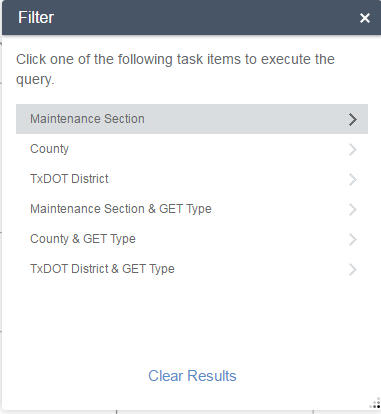 Filter
Click one of the following task items to execute the
query.
Maintenance Section
County
TxDOT District
Maintenance Section & GET Type
County & GET Type
TxDOT District & GET Type
Clear Results